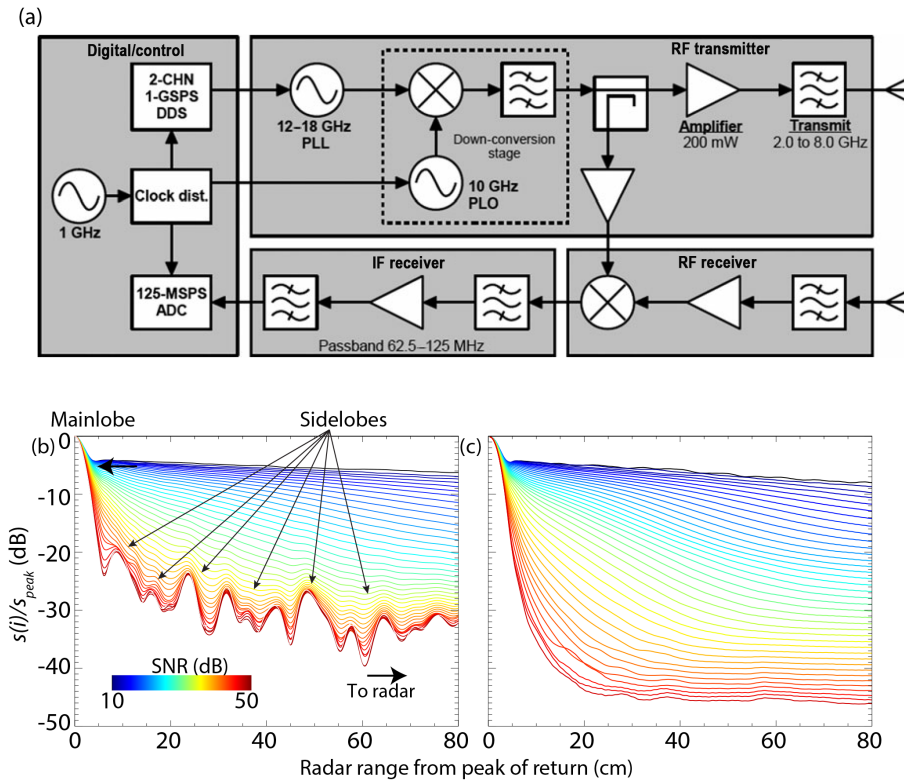 (a)
Digital/control
RF transmitter
2-CHN
1-GSPS
DDS
12–18 GHz
PLL
Down-conversion
stage
Amplifier
200 mW
Transmit
2.0 to 8.0 GHz
Clock dist.
10 GHz
PLO
1 GHz
IF receiver
RF receiver
125-MSPS
ADC
Passband 62.5–125 MHz
Mainlobe
Sidelobes
(b)
(c)
0
-10
-20
-30
-40
-50
s(i)/s_peak (dB)
SNR (dB)
10
50
To radar
0
20
40
60
80
0
20
40
60
80
Radar range from peak of return (cm)